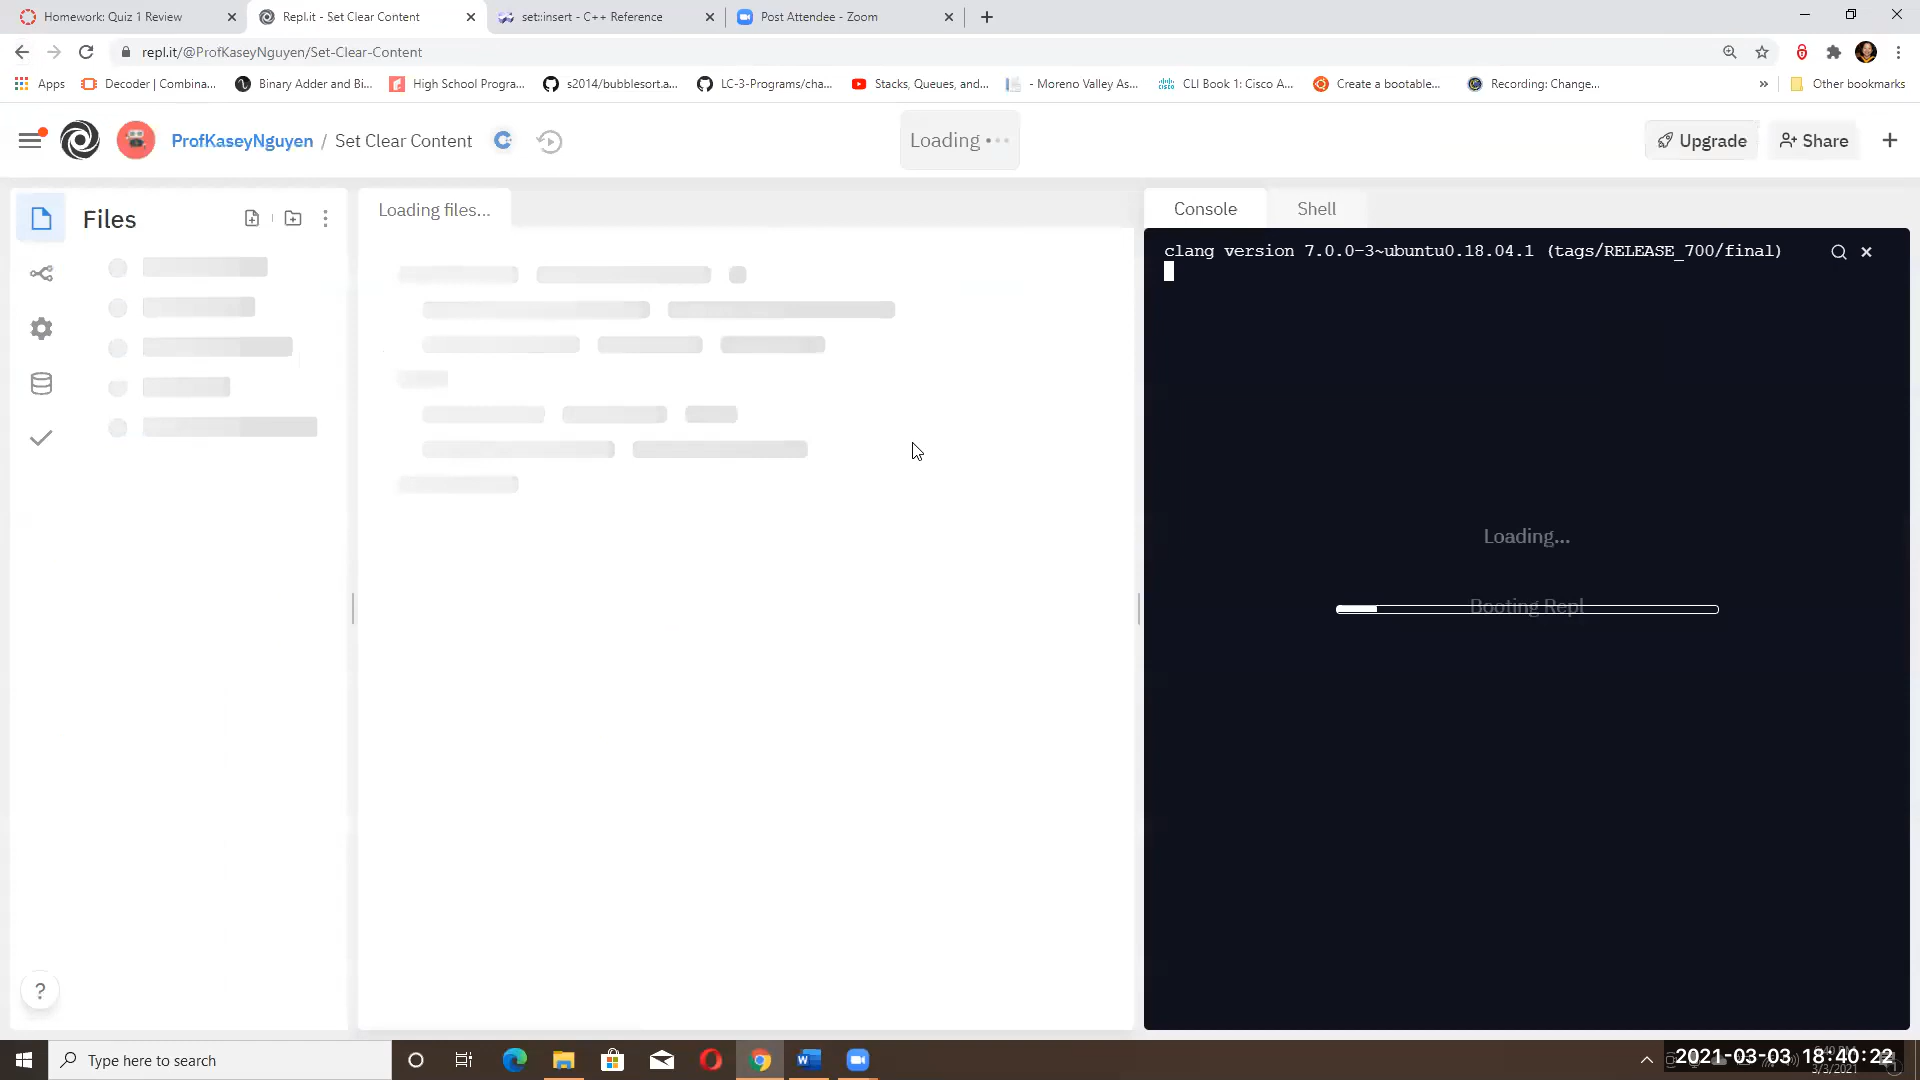 Homework: Quiz 1 Review
Repl.it - Set Clear Content
set::insert - C++ Reference
Post Attendee - Zoom
repl.it/@ProfKaseyNguyen/Set-Clear-Content
Apps
Decoder | Combina...
Binary Adder and Bi...
High School Progra...
s2014/bubblesort.a...
LC-3-Programs/cha...
Stacks, Queues, and...
- Moreno Valley As...
CLI Book 1: Cisco A...
Create a bootable...
Recording: Change...
»
Other bookmarks
ProfKaseyNguyen / Set Clear Content
Loading
Upgrade
Share
Files
Loading files...
Console
Shell
clang version 7.0.0-3~ubuntu0.18.04.1 (tags/RELEASE_700/final)
Loading...
Booting Repl
?
Type here to search
2021-03-03 18:40:22
3/3/2021